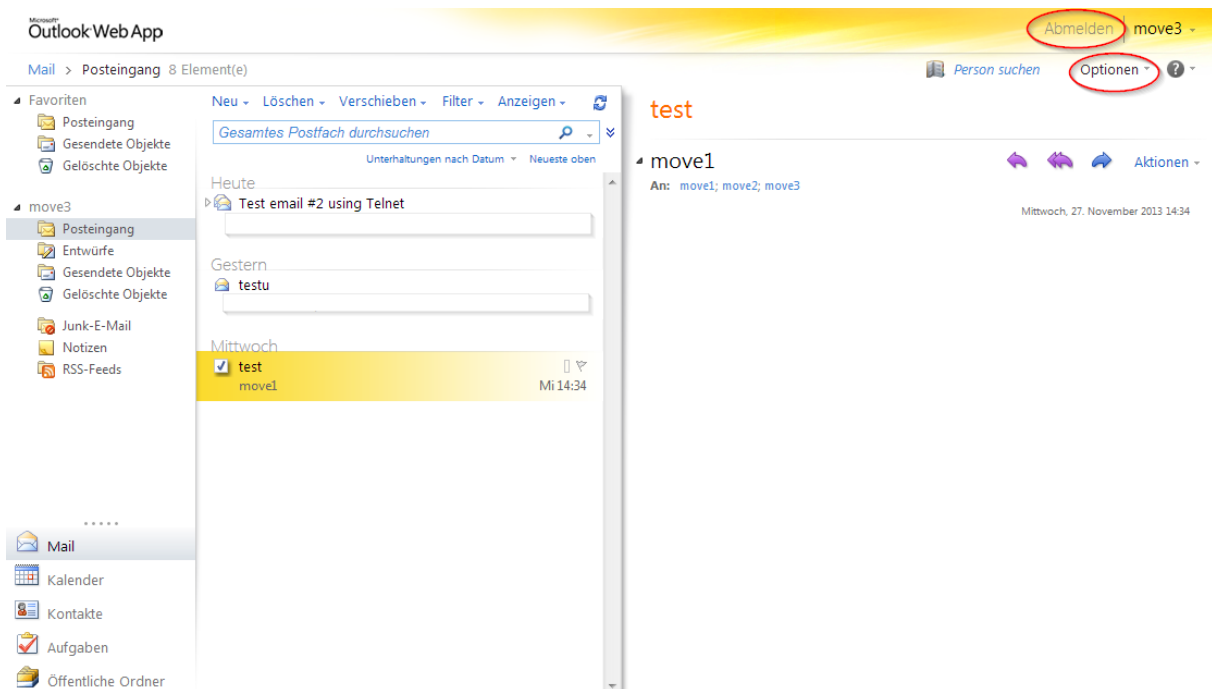 Microsoft®
Outlook Web App
Abmelden
move3
Mail > Posteingang 8 Element(e)
Person suchen
Optionen
?
Favoriten
Posteingang
Gesendete Objekte
Gelöschte Objekte
move3
Posteingang
Entwürfe
Gesendete Objekte
Gelöschte Objekte
Junk-E-Mail
Notizen
RSS-Feeds
Mail
Kalender
Kontakte
Aufgaben
Öffentliche Ordner
Neu Löschen Verschieben Filter Anzeigen
Gesamtes Postfach durchsuchen
Unterhaltungen nach Datum Neueste oben
Heute
Test email #2 using Telnet
Gestern
testu
Mittwoch
test
move1 Mi 14:34
test
move1
Aktionen
An: move1; move2; move3
Mittwoch, 27. November 2013 14:34